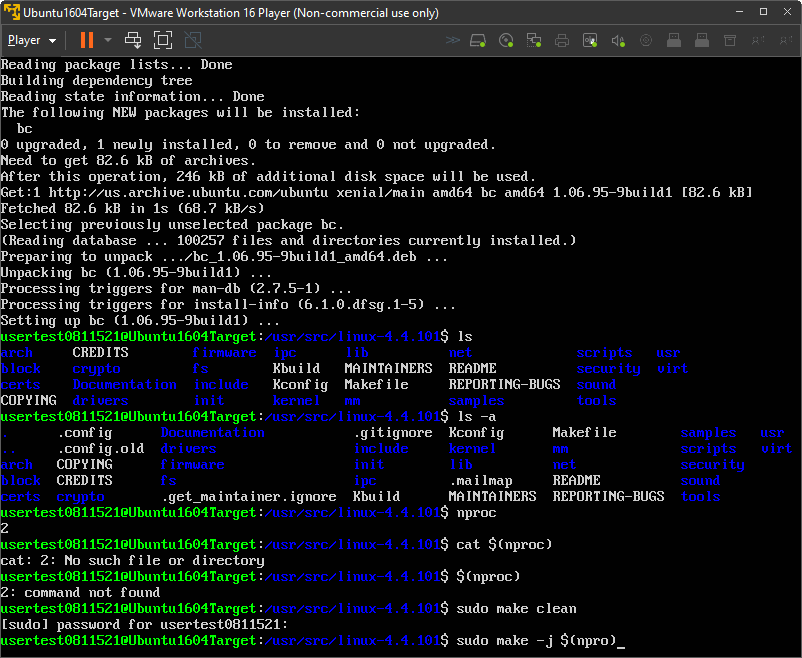 Ubuntu1604Target - VMware Workstation 16 Player (Non-commercial use only)
Player
Reading package lists... Done
Building dependency tree
Reading state information... Done
The following NEW packages will be installed:
  bc
0 upgraded, 1 newly installed, 0 to remove and 0 not upgraded.
Need to get 82.6 kB of archives.
After this operation, 246 kB of additional disk space will be used.
Get:1 http://us.archive.ubuntu.com/ubuntu xenial/main amd64 bc amd64 1.06.95-9build1 [82.6 kB]
Fetched 82.6 kB in 1s (68.7 kB/s)
Selecting previously unselected package bc.
(Reading database ... 100257 files and directories currently installed.)
Preparing to unpack .../bc_1.06.95-9build1_amd64.deb ...
Unpacking bc (1.06.95-9build1) ...
Processing triggers for man-db (2.7.5-1) ...
Processing triggers for install-info (6.1.0.dfsg.1-5) ...
Setting up bc (1.06.95-9build1) ...
usertest0811521@Ubuntu1604Target:/usr/src/linux-4.4.101$ ls
arch     CREDITS        firmware  ipc      lib          net             scripts   usr
block    crypto         fs        Kbuild   MAINTAINERS  README          security  virt
certs    Documentation  include   Kconfig  Makefile     REPORTING-BUGS  sound
COPYING  drivers        init      kernel   mm           samples         tools
usertest0811521@Ubuntu1604Target:/usr/src/linux-4.4.101$ ls -a
.      .config      Documentation           .gitignore  Kconfig      Makefile        samples   usr
..     .config.old  drivers                 include     kernel       mm              scripts   virt
arch   COPYING      firmware                init        lib          net             security
block  CREDITS      fs                      ipc         .mailmap     README          sound
certs  crypto       .get_maintainer.ignore  Kbuild      MAINTAINERS  REPORTING-BUGS  tools
usertest0811521@Ubuntu1604Target:/usr/src/linux-4.4.101$ nproc
2
usertest0811521@Ubuntu1604Target:/usr/src/linux-4.4.101$ cat $(nproc)
cat: 2: No such file or directory
usertest0811521@Ubuntu1604Target:/usr/src/linux-4.4.101$ $(nproc)
2: command not found
usertest0811521@Ubuntu1604Target:/usr/src/linux-4.4.101$ sudo make clean
[sudo] password for usertest0811521:
usertest0811521@Ubuntu1604Target:/usr/src/linux-4.4.101$ sudo make -j $(npro)_